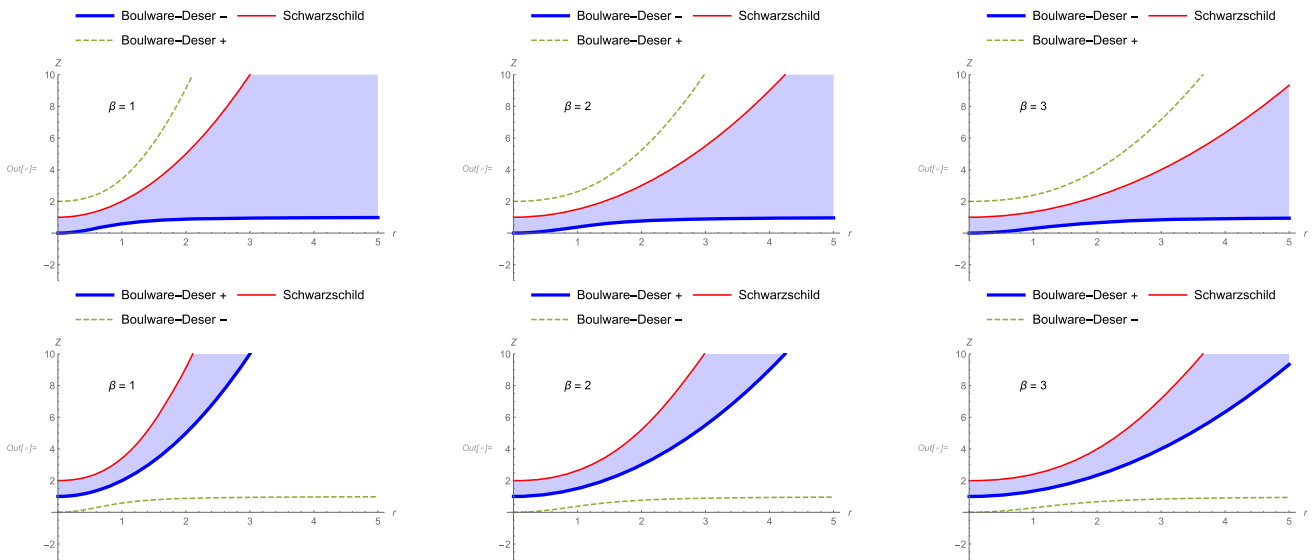 Boulware–Deser – Schwarzschild
Boulware–Deser +
Z
10
8
β = 1
6
4
Out[∘]=
2
1 2 3 4 5 r
−2
Boulware–Deser – Schwarzschild
Boulware–Deser +
Z
10
8
β = 2
6
4
Out[∘]=
2
1 2 3 4 5 r
−2
Boulware–Deser – Schwarzschild
Boulware–Deser +
Z
10
8
β = 3
6
4
Out[∘]=
2
1 2 3 4 5 r
−2
Boulware–Deser + Schwarzschild
Boulware–Deser –
Z
10
8
β = 1
6
4
Out[∘]=
2
1 2 3 4 5 r
−2
Boulware–Deser + Schwarzschild
Boulware–Deser –
Z
10
8
β = 2
6
4
Out[∘]=
2
1 2 3 4 5 r
−2
Boulware–Deser + Schwarzschild
Boulware–Deser –
Z
10
8
β = 3
6
4
Out[∘]=
2
1 2 3 4 5 r
−2